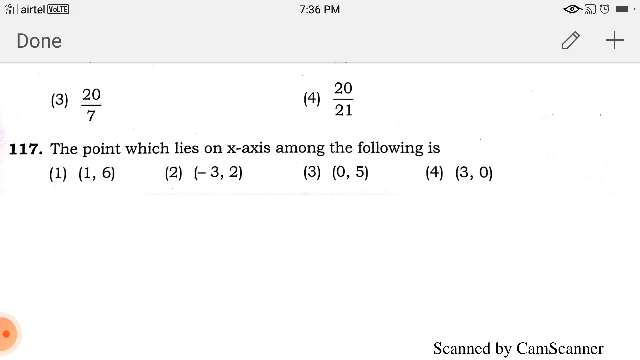 airtel VoLTE 7:36 PM
Done
(3) 20/7 (4) 20/21
117. The point which lies on x-axis among the following is
(1) (1, 6) (2) (– 3, 2) (3) (0, 5) (4) (3, 0)
Scanned by CamScanner